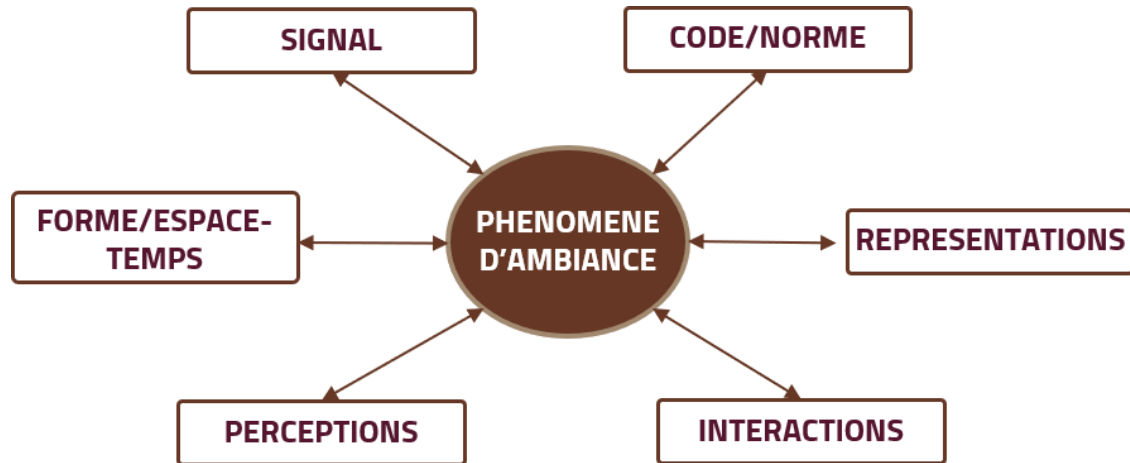 SIGNAL
CODE/NORME
FORME/ESPACE-
TEMPS
PHENOMENE
D’AMBIANCE
REPRESENTATIONS
PERCEPTIONS
INTERACTIONS